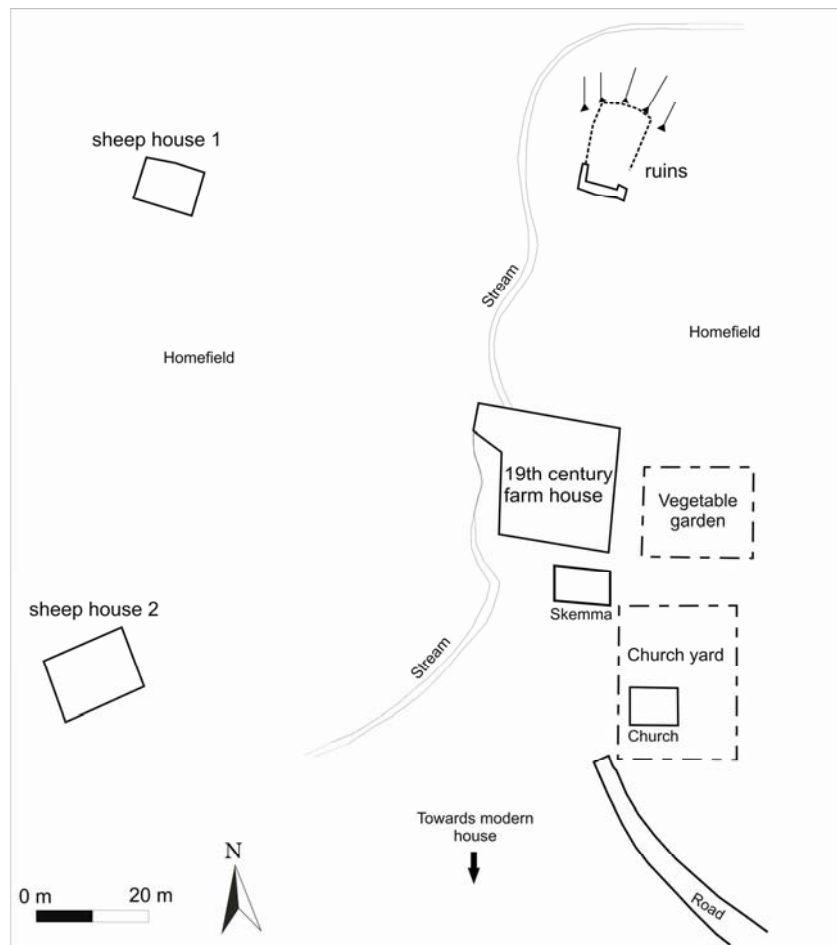 sheep house 1
ruins
Stream
Homefield
Homefield
19th century
farm house
Vegetable
garden
Skemma
sheep house 2
Church yard
Stream
Church
Towards modern
house
N
0 m 20 m
Road